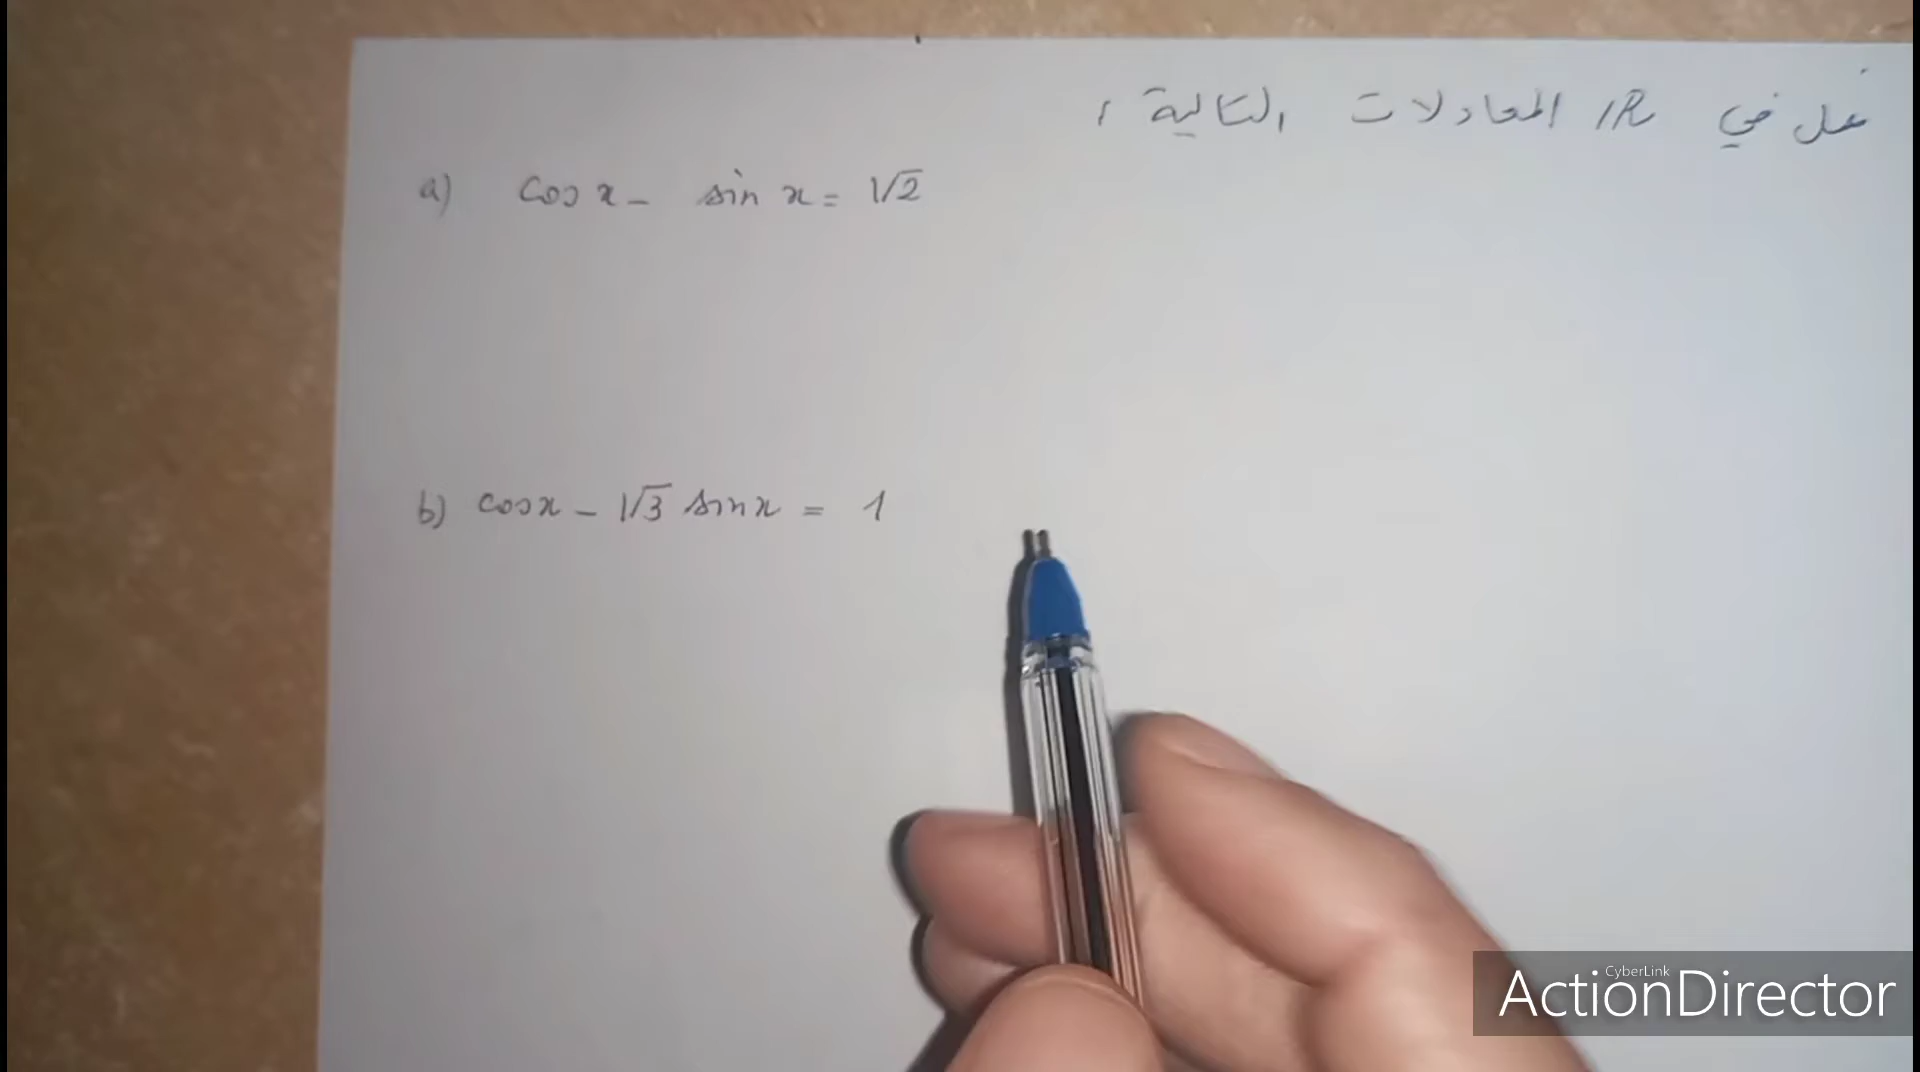 حل في IR المعادلات التالية :
a) cos x - sin x = √2
b) cos x - √3 sin x = 1
CyberLink
ActionDirector